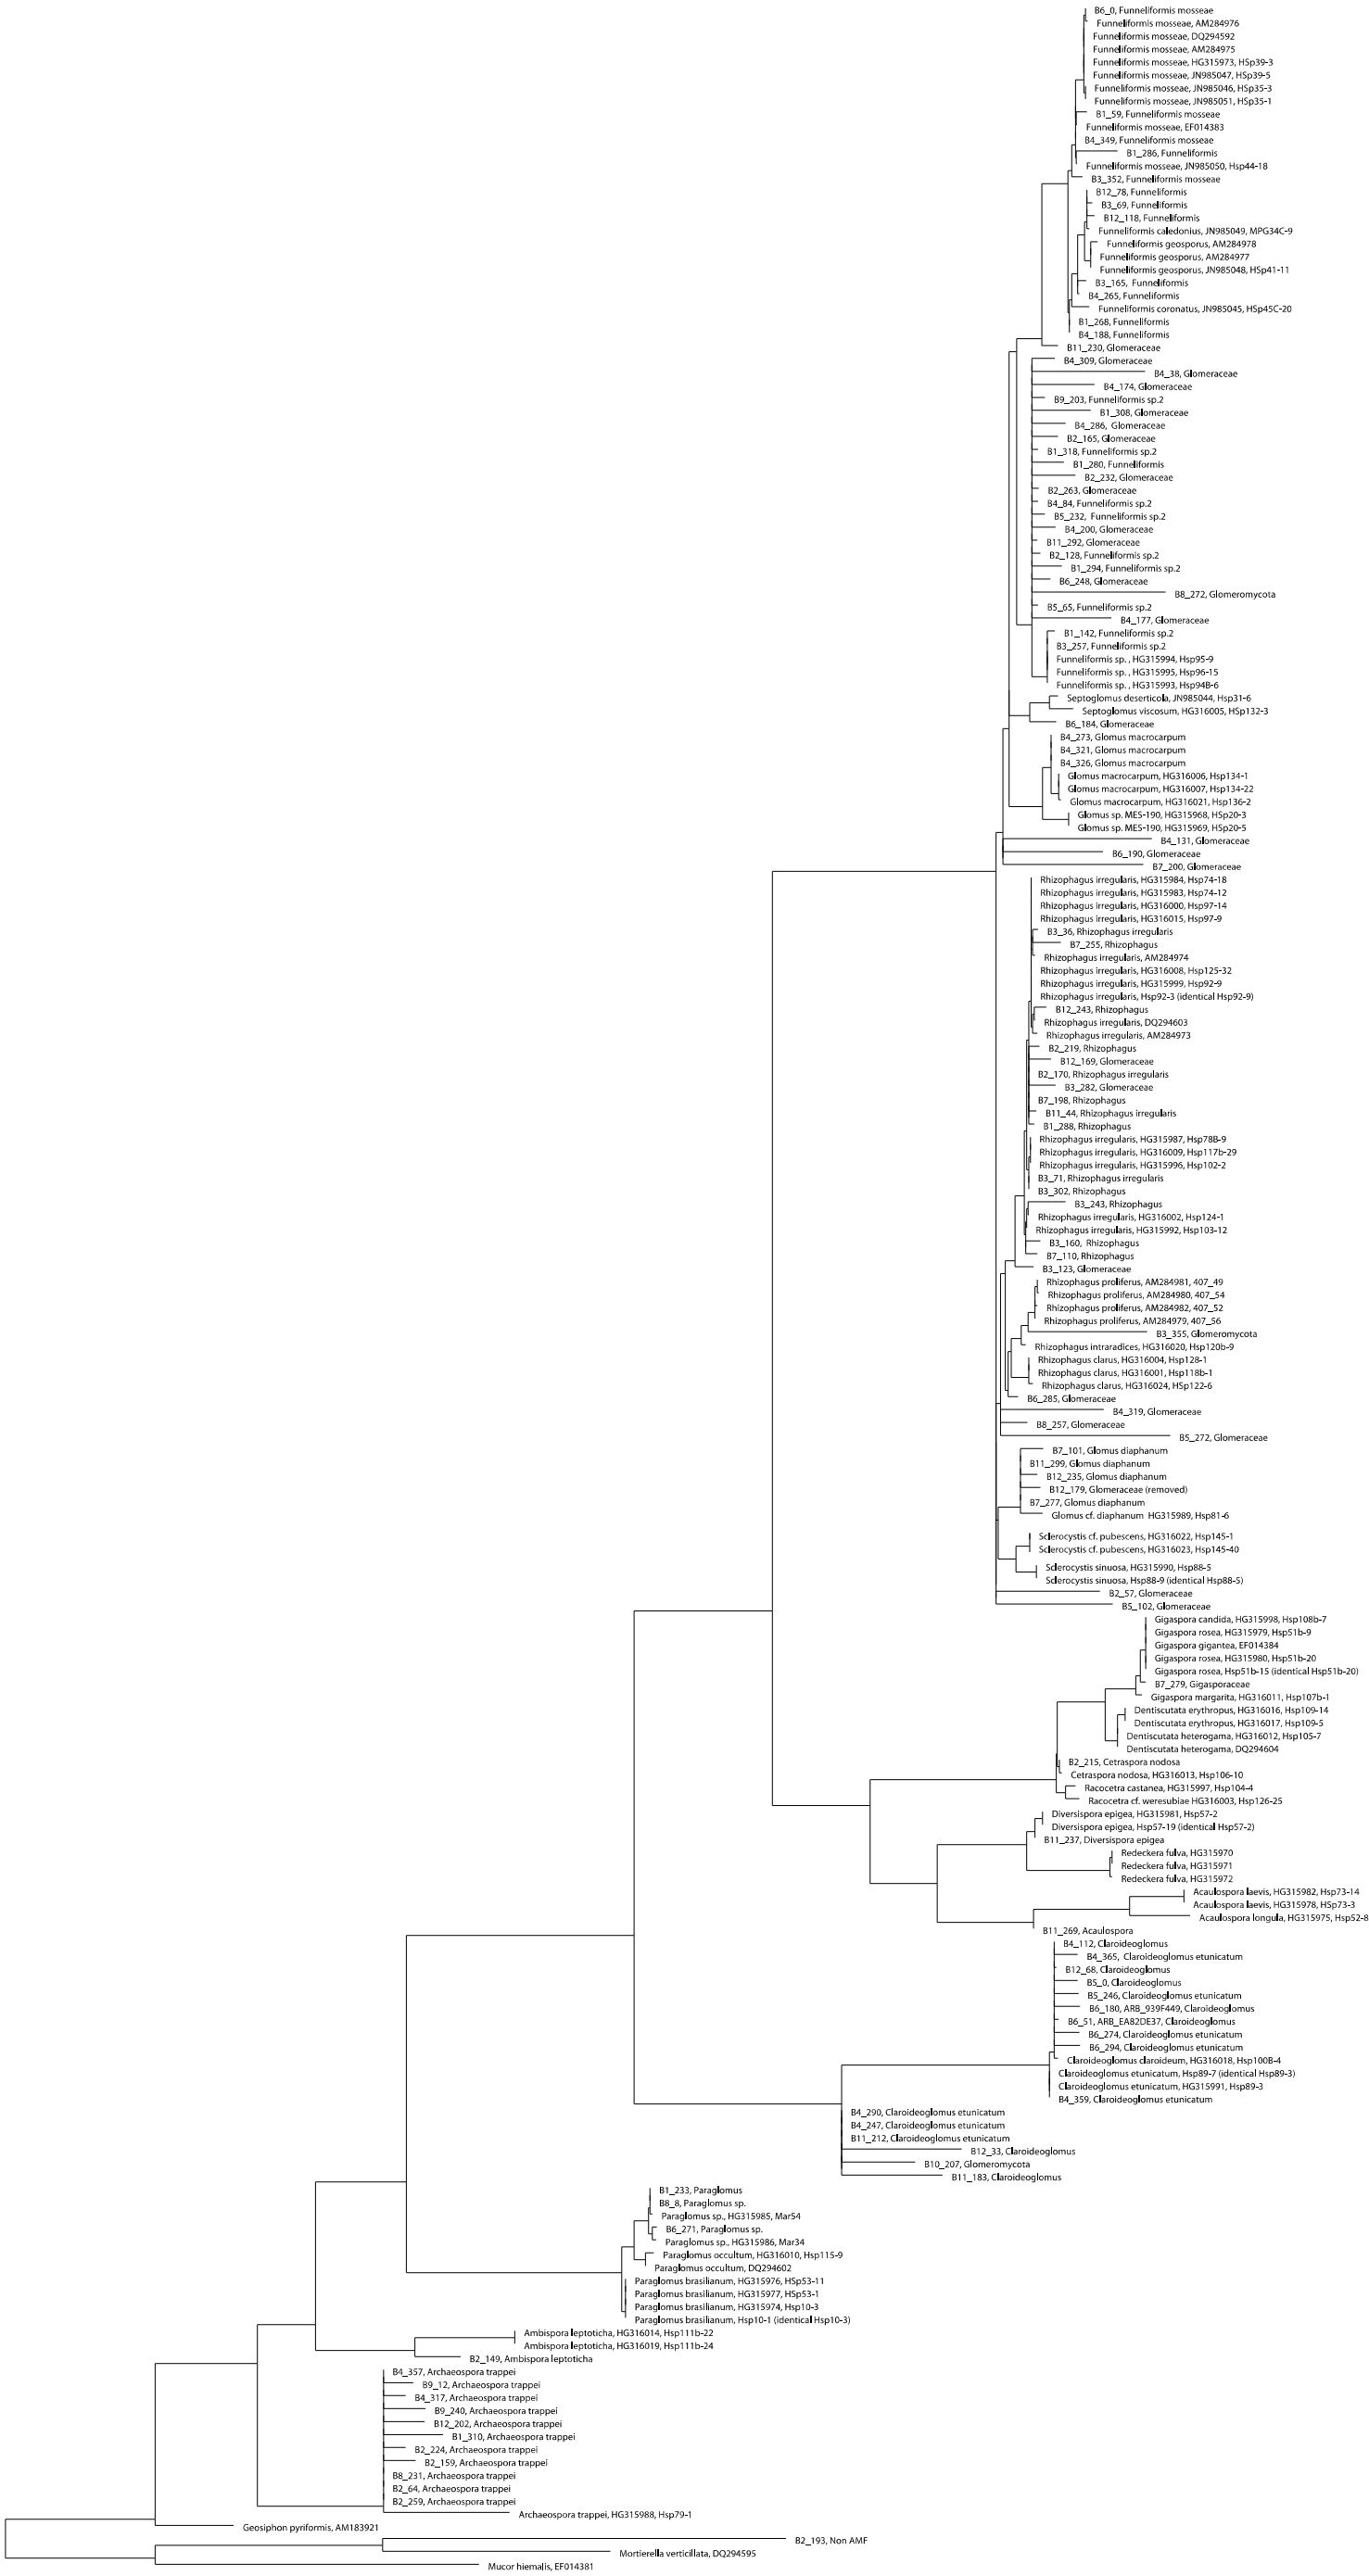 B6_0, Funneliformis mosseae
Funneliformis mosseae, AM284976
Funneliformis mosseae, DQ294592
Funneliformis mosseae, AM284975
Funneliformis mosseae, HG315973, HSp39-3
Funneliformis mosseae, JN985047, HSp39-5
Funneliformis mosseae, JN985046, HSp35-3
Funneliformis mosseae, JN985051, HSp35-1
B1_59, Funneliformis mosseae
Funneliformis mosseae, EF014383
B4_349, Funneliformis mosseae
B1_286, Funneliformis
Funneliformis mosseae, JN985050, Hsp44-18
B3_352, Funneliformis mosseae
B12_78, Funneliformis
B3_69, Funneliformis
B12_118, Funneliformis
Funneliformis caledonius, JN985049, MPG34C-9
Funneliformis geosporus, AM284978
Funneliformis geosporus, AM284977
Funneliformis geosporus, JN985048, HSp41-11
B3_165, Funneliformis
B4_265, Funneliformis
Funneliformis coronatus, JN985045, HSp45C-20
B1_268, Funneliformis
B4_188, Funneliformis
B11_230, Glomeraceae
B4_309, Glomeraceae
B4_38, Glomeraceae
B4_174, Glomeraceae
B9_203, Funneliformis sp.2
B1_308, Glomeraceae
B4_286, Glomeraceae
B2_165, Glomeraceae
B1_318, Funneliformis sp.2
B1_280, Funneliformis
B2_232, Glomeraceae
B2_263, Glomeraceae
B4_84, Funneliformis sp.2
B5_232, Funneliformis sp.2
B4_200, Glomeraceae
B11_292, Glomeraceae
B2_128, Funneliformis sp.2
B1_294, Funneliformis sp.2
B6_248, Glomeraceae
B8_272, Glomeromycota
B5_65, Funneliformis sp.2
B4_177, Glomeraceae
B1_142, Funneliformis sp.2
B3_257, Funneliformis sp.2
Funneliformis sp. , HG315994, Hsp95-9
Funneliformis sp. , HG315995, Hsp96-15
Funneliformis sp. , HG315993, Hsp94B-6
Septoglomus deserticola, JN985044, Hsp31-6
Septoglomus viscosum, HG316005, HSp132-3
B6_184, Glomeraceae
B4_273, Glomus macrocarpum
B4_321, Glomus macrocarpum
B4_326, Glomus macrocarpum
Glomus macrocarpum, HG316006, Hsp134-1
Glomus macrocarpum, HG316007, Hsp134-22
Glomus macrocarpum, HG316021, Hsp136-2
Glomus sp. MES-190, HG315968, HSp20-3
Glomus sp. MES-190, HG315969, HSp20-5
B4_131, Glomeraceae
B6_190, Glomeraceae
B7_200, Glomeraceae
Rhizophagus irregularis, HG315984, Hsp74-18
Rhizophagus irregularis, HG315983, Hsp74-12
Rhizophagus irregularis, HG316000, Hsp97-14
Rhizophagus irregularis, HG316015, Hsp97-9
B3_36, Rhizophagus irregularis
B7_255, Rhizophagus
Rhizophagus irregularis, AM284974
Rhizophagus irregularis, HG316008, Hsp125-32
Rhizophagus irregularis, HG315999, Hsp92-9
Rhizophagus irregularis, Hsp92-3 (identical Hsp92-9)
B12_243, Rhizophagus
Rhizophagus irregularis, DQ294603
Rhizophagus irregularis, AM284973
B2_219, Rhizophagus
B12_169, Glomeraceae
B2_170, Rhizophagus irregularis
B3_282, Glomeraceae
B7_198, Rhizophagus
B11_44, Rhizophagus irregularis
B1_288, Rhizophagus
Rhizophagus irregularis, HG315987, Hsp78B-9
Rhizophagus irregularis, HG316009, Hsp117b-29
Rhizophagus irregularis, HG315996, Hsp102-2
B3_71, Rhizophagus irregularis
B3_302, Rhizophagus
B3_243, Rhizophagus
Rhizophagus irregularis, HG316002, Hsp124-1
Rhizophagus irregularis, HG315992, Hsp103-12
B3_160, Rhizophagus
B7_110, Rhizophagus
B3_123, Glomeraceae
Rhizophagus proliferus, AM284981, 407_49
Rhizophagus proliferus, AM284980, 407_54
Rhizophagus proliferus, AM284982, 407_52
Rhizophagus proliferus, AM284979, 407_56
B3_355, Glomeromycota
Rhizophagus intraradices, HG316020, Hsp120b-9
Rhizophagus clarus, HG316004, Hsp128-1
Rhizophagus clarus, HG316001, Hsp118b-1
Rhizophagus clarus, HG316024, HSp122-6
B6_285, Glomeraceae
B4_319, Glomeraceae
B8_257, Glomeraceae
B5_272, Glomeraceae
B7_101, Glomus diaphanum
B11_299, Glomus diaphanum
B12_235, Glomus diaphanum
B12_179, Glomeraceae (removed)
B7_277, Glomus diaphanum
Glomus cf. diaphanum HG315989, Hsp81-6
Sclerocystis cf. pubescens, HG316022, Hsp145-1
Sclerocystis cf. pubescens, HG316023, Hsp145-40
Sclerocystis sinuosa, HG315990, Hsp88-5
Sclerocystis sinuosa, Hsp88-9 (identical Hsp88-5)
B2_57, Glomeraceae
B5_102, Glomeraceae
Gigaspora candida, HG315998, Hsp108b-7
Gigaspora rosea, HG315979, Hsp51b-9
Gigaspora gigantea, EF014384
Gigaspora rosea, HG315980, Hsp51b-20
Gigaspora rosea, Hsp51b-15 (identical Hsp51b-20)
B7_279, Gigasporaceae
Gigaspora margarita, HG316011, Hsp107b-1
Dentiscutata erythropus, HG316016, Hsp109-14
Dentiscutata erythropus, HG316017, Hsp109-5
Dentiscutata heterogama, HG316012, Hsp105-7
Dentiscutata heterogama, DQ294604
B2_215, Cetraspora nodosa
Cetraspora nodosa, HG316013, Hsp106-10
Racocetra castanea, HG315997, Hsp104-4
Racocetra cf. weresubiae HG316003, Hsp126-25
Diversispora epigea, HG315981, Hsp57-2
Diversispora epigea, Hsp57-19 (identical Hsp57-2)
B11_237, Diversispora epigea
Redeckera fulva, HG315970
Redeckera fulva, HG315971
Redeckera fulva, HG315972
Acaulospora laevis, HG315982, Hsp73-14
Acaulospora laevis, HG315978, HSp73-3
Acaulospora longula, HG315975, Hsp52-8
B11_269, Acaulospora
B4_112, Claroideoglomus
B4_365, Claroideoglomus etunicatum
B12_68, Claroideoglomus
B5_0, Claroideoglomus
B5_246, Claroideoglomus etunicatum
B6_180, ARB_939F449, Claroideoglomus
B6_51, ARB_EA82DE37, Claroideoglomus
B6_274, Claroideoglomus etunicatum
B6_294, Claroideoglomus etunicatum
Claroideoglomus claroideum, HG316018, Hsp100B-4
Claroideoglomus etunicatum, Hsp89-7 (identical Hsp89-3)
Claroideoglomus etunicatum, HG315991, Hsp89-3
B4_359, Claroideoglomus etunicatum
B4_290, Claroideoglomus etunicatum
B4_247, Claroideoglomus etunicatum
B11_212, Claroideoglomus etunicatum
B12_33, Claroideoglomus
B10_207, Glomeromycota
B11_183, Claroideoglomus
B1_233, Paraglomus
B8_8, Paraglomus sp.
Paraglomus sp., HG315985, Mar54
B6_271, Paraglomus sp.
Paraglomus sp., HG315986, Mar34
Paraglomus occultum, HG316010, Hsp115-9
Paraglomus occultum, DQ294602
Paraglomus brasilianum, HG315976, HSp53-11
Paraglomus brasilianum, HG315977, HSp53-1
Paraglomus brasilianum, HG315974, Hsp10-3
Paraglomus brasilianum, Hsp10-1 (identical Hsp10-3)
Ambispora leptoticha, HG316014, Hsp111b-22
Ambispora leptoticha, HG316019, Hsp111b-24
B2_149, Ambispora leptoticha
B4_357, Archaeospora trappei
B9_12, Archaeospora trappei
B4_317, Archaeospora trappei
B9_240, Archaeospora trappei
B12_202, Archaeospora trappei
B1_310, Archaeospora trappei
B2_224, Archaeospora trappei
B2_159, Archaeospora trappei
B8_231, Archaeospora trappei
B2_64, Archaeospora trappei
B2_259, Archaeospora trappei
Archaeospora trappei, HG315988, Hsp79-1
Geosiphon pyriformis, AM183921
B2_193, Non AMF
Mortierella verticillata, DQ294595
Mucor hiemalis, EF014381